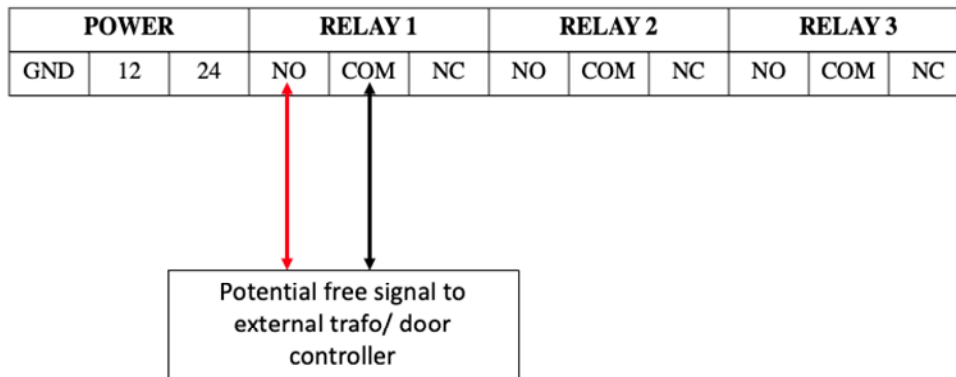 POWER RELAY 1 RELAY 2 RELAY 3
GND 12 24 NO COM NC NO COM NC NO COM NC
Potential free signal to
external trafo/ door
controller